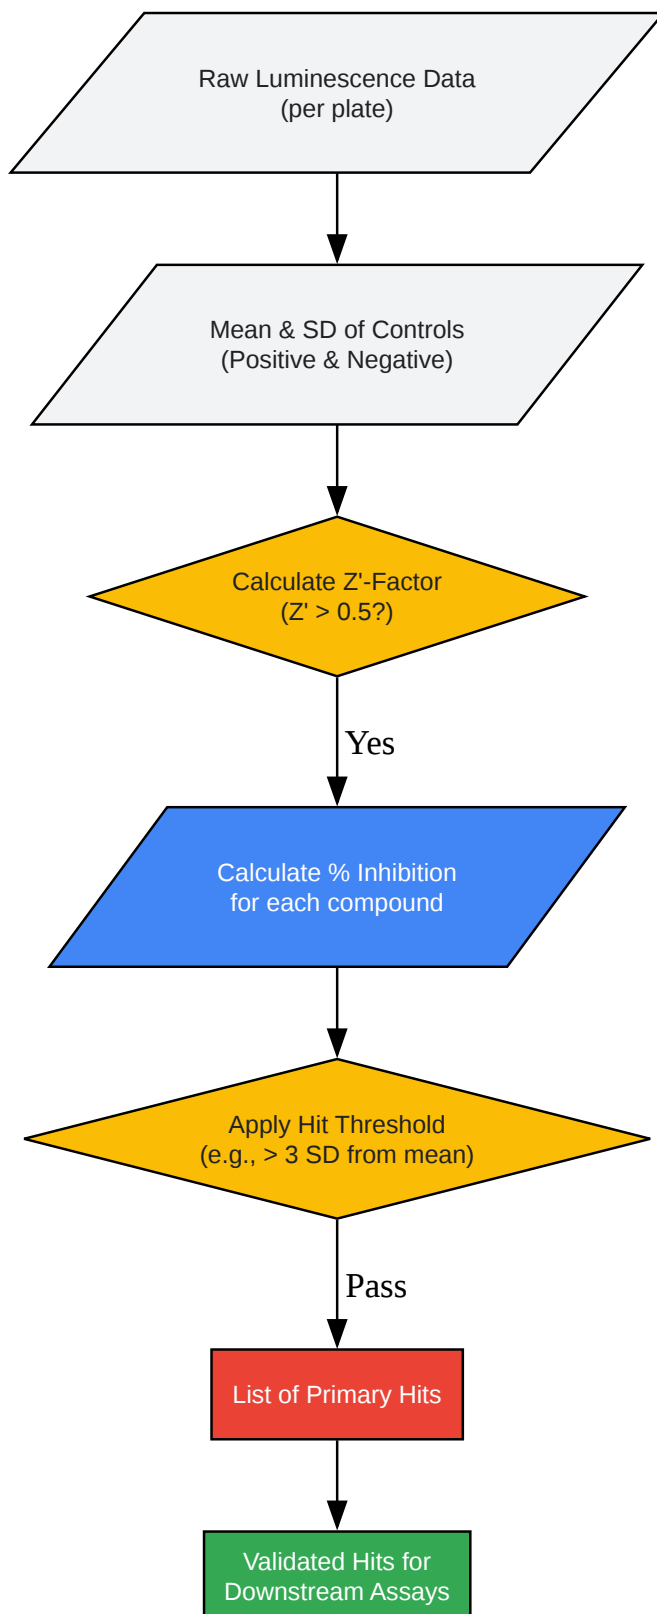 Raw Luminescence Data
(per plate)
Mean & SD of Controls
(Positive & Negative)
Calculate Z'-Factor
(Z' > 0.5?)
Yes
Calculate % Inhibition
for each compound
Apply Hit Threshold
(e.g., > 3 SD from mean)
Pass
List of Primary Hits
Validated Hits for
Downstream Assays